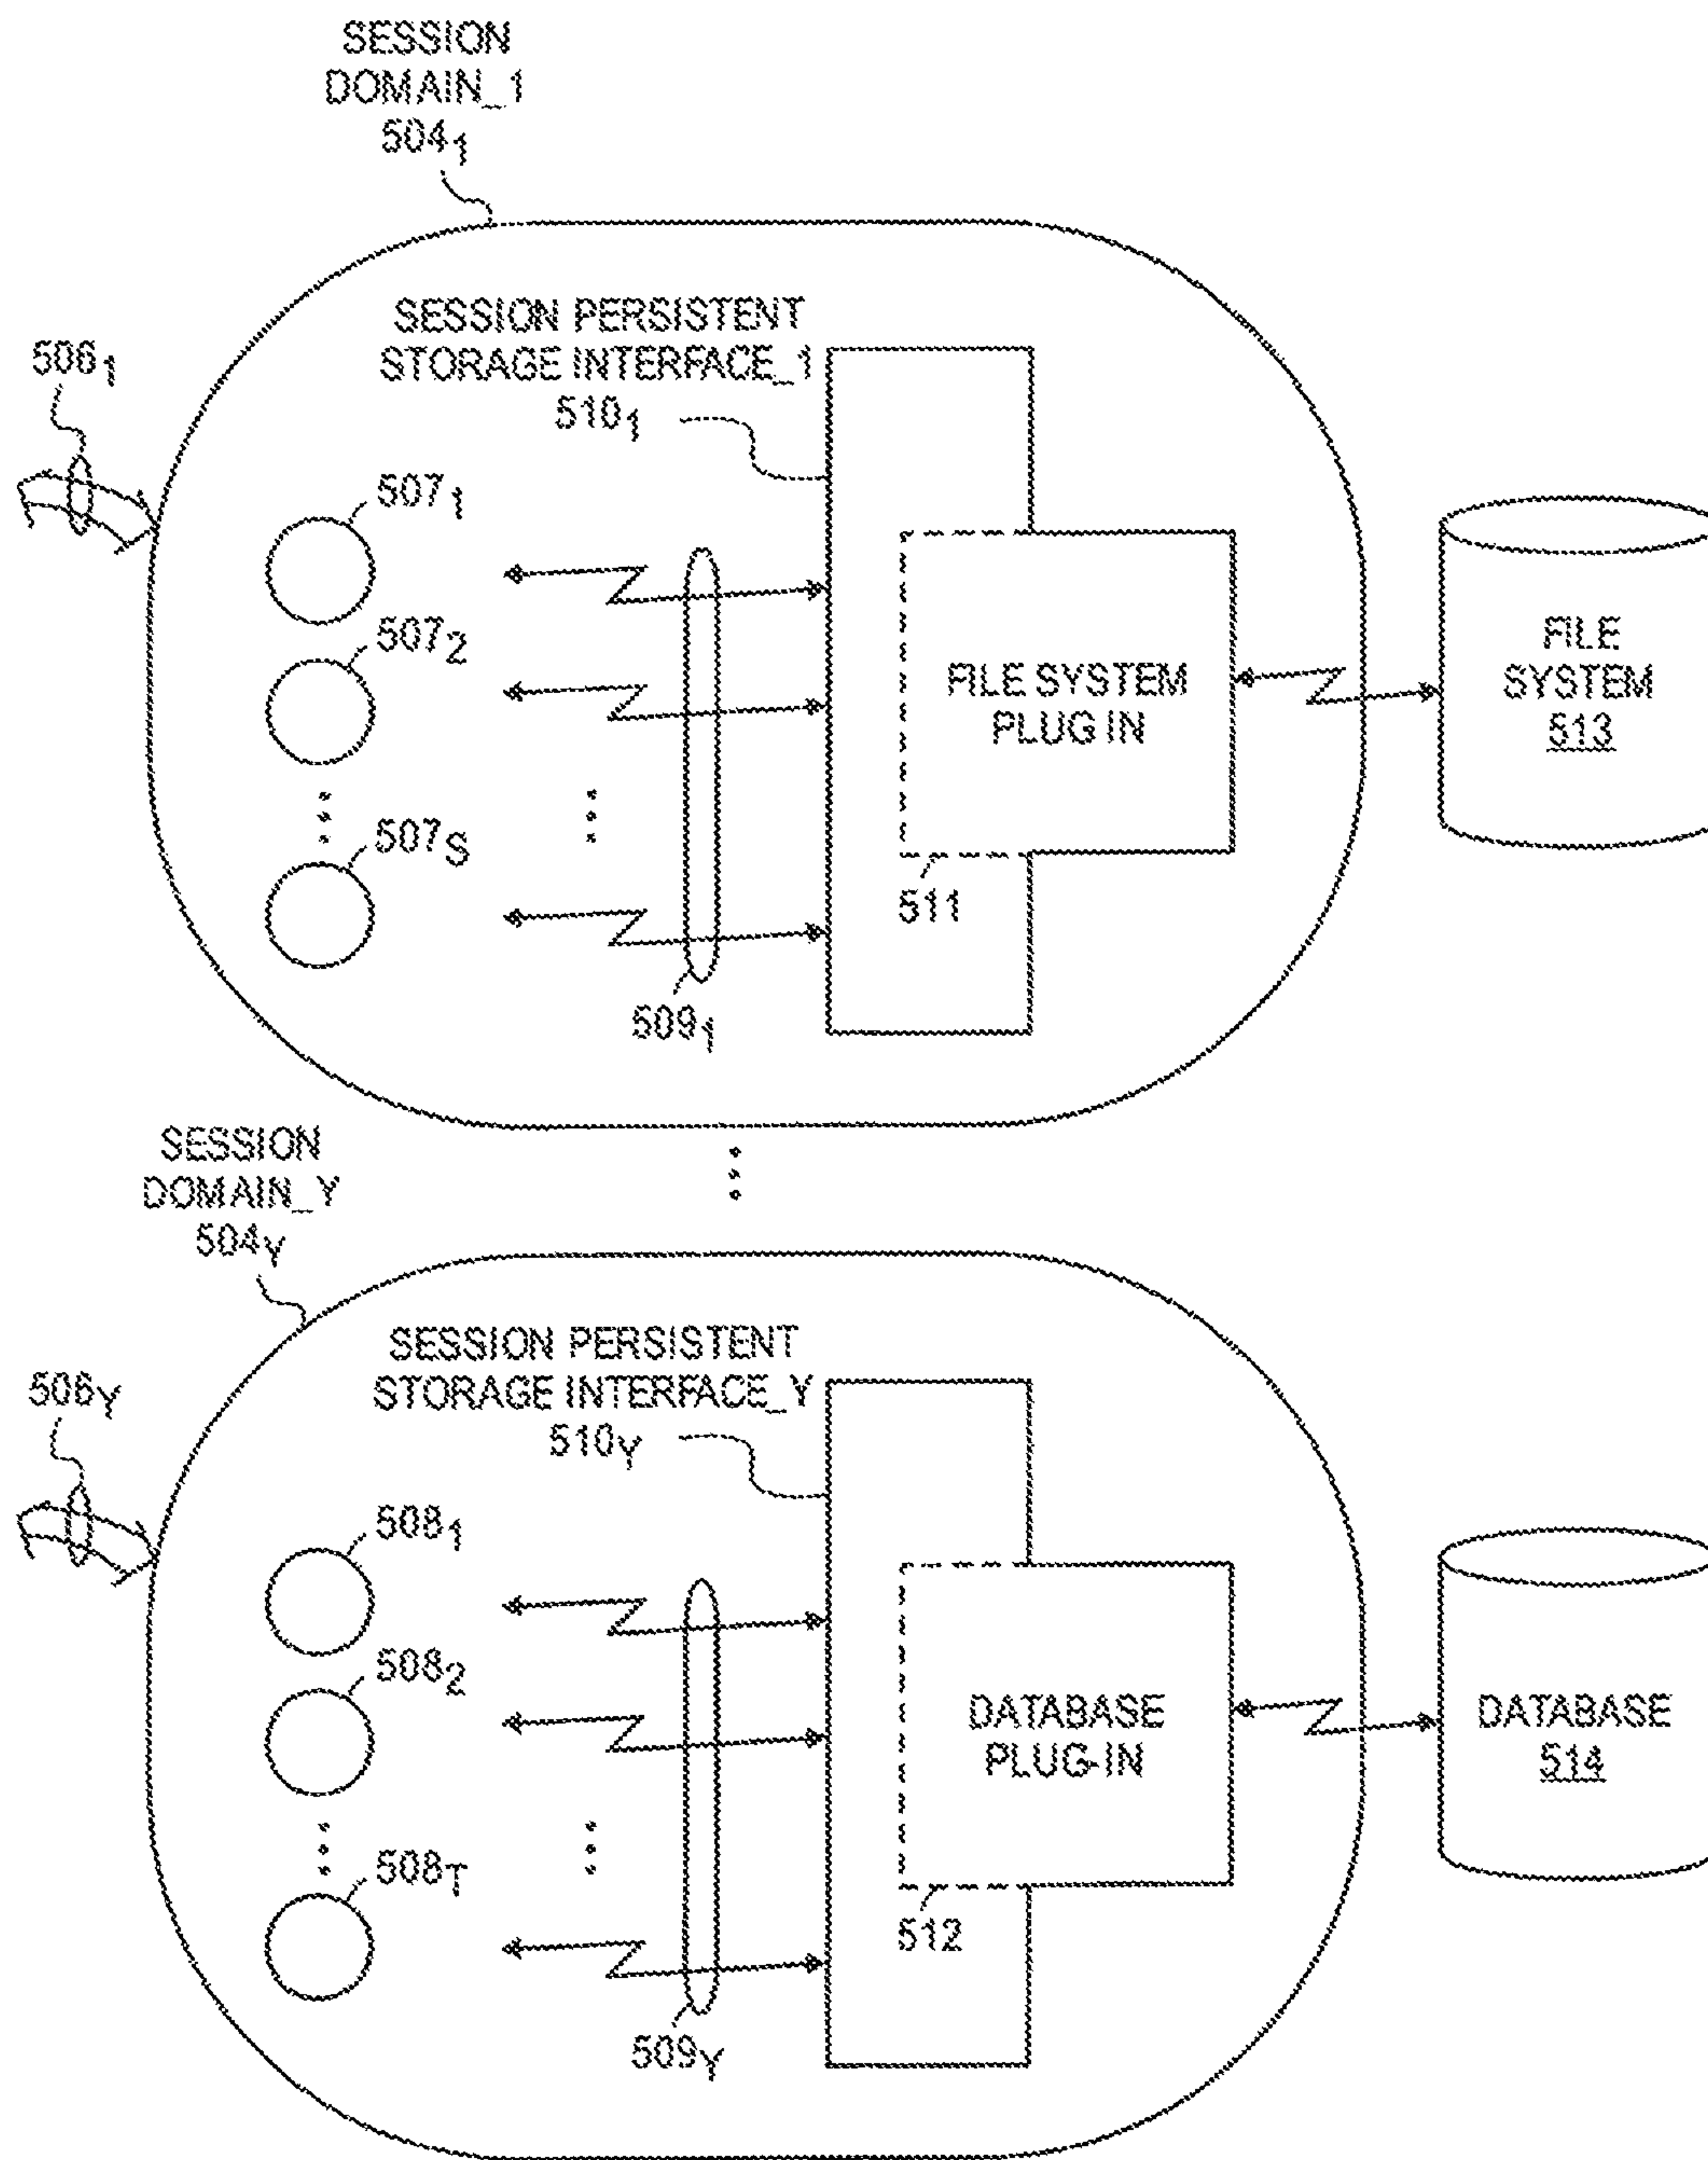 SESSION
DOMAIN_1
504₁
SESSION PERSISTENT
STORAGE INTERFACE_1
510₁
506₁
507₁
507₂
507S
509₁
FILE SYSTEM
PLUG IN
511
FILE
SYSTEM
513
SESSION
DOMAIN_Y
504Y
SESSION PERSISTENT
STORAGE INTERFACE_Y
510Y
506Y
508₁
508₂
508T
509Y
DATABASE
PLUG-IN
512
DATABASE
514